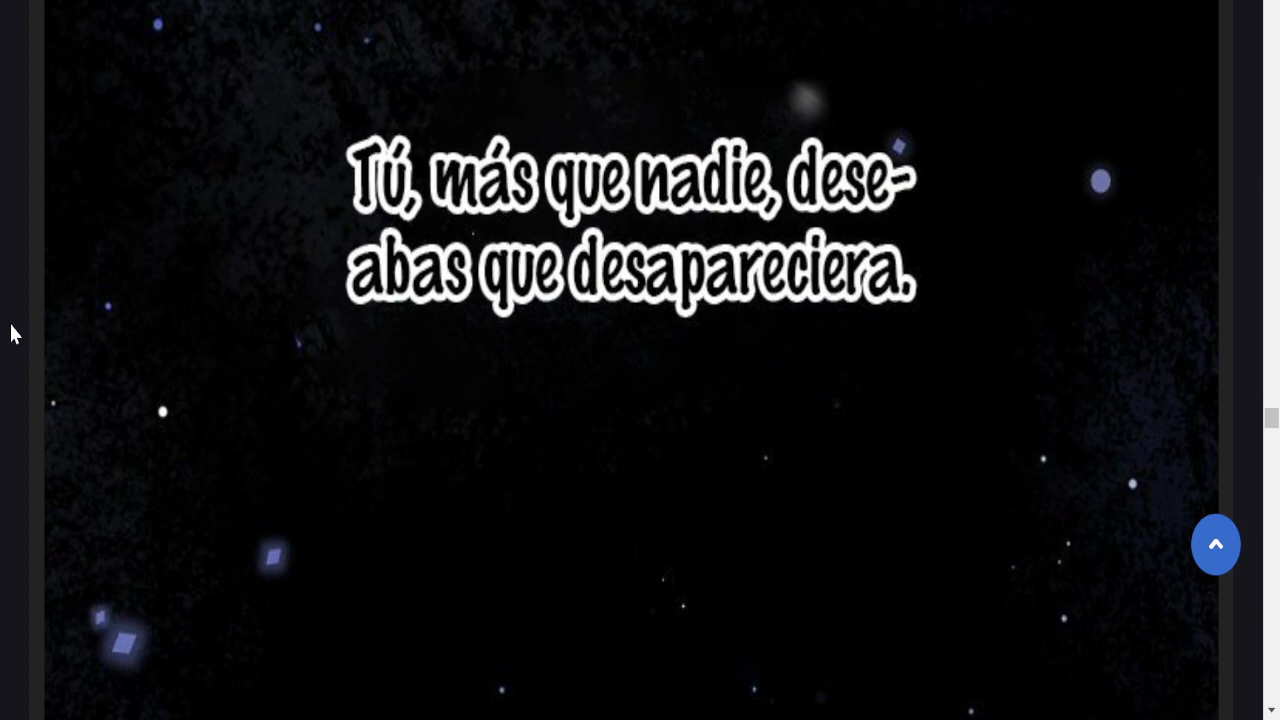 Tú, más que nadie, dese-
abas que desapareciera.